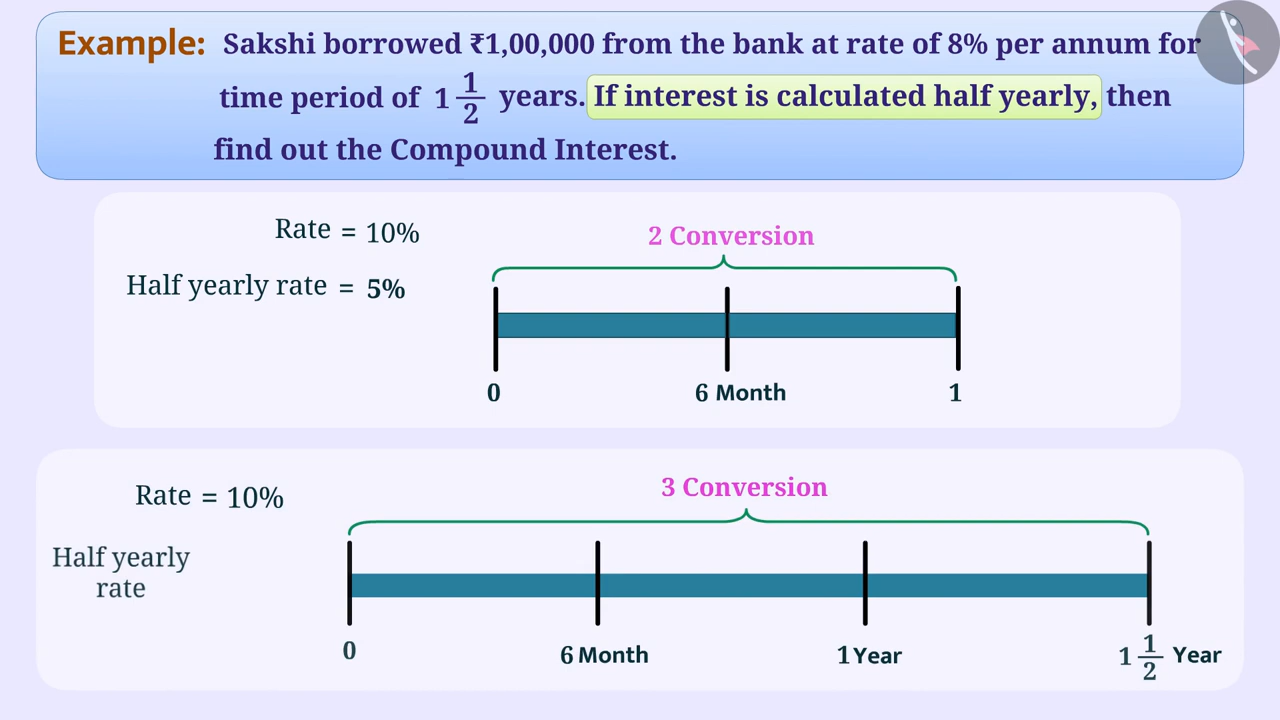 Example: Sakshi borrowed ₹1,00,000 from the bank at rate of 8% per annum for
time period of 1 1/2 years. If interest is calculated half yearly, then
find out the Compound Interest.
Rate = 10%
2 Conversion
Half yearly rate = 5%
0 6 Month 1
Rate = 10%
3 Conversion
Half yearly
rate
0 6 Month 1 Year 1 1/2 Year